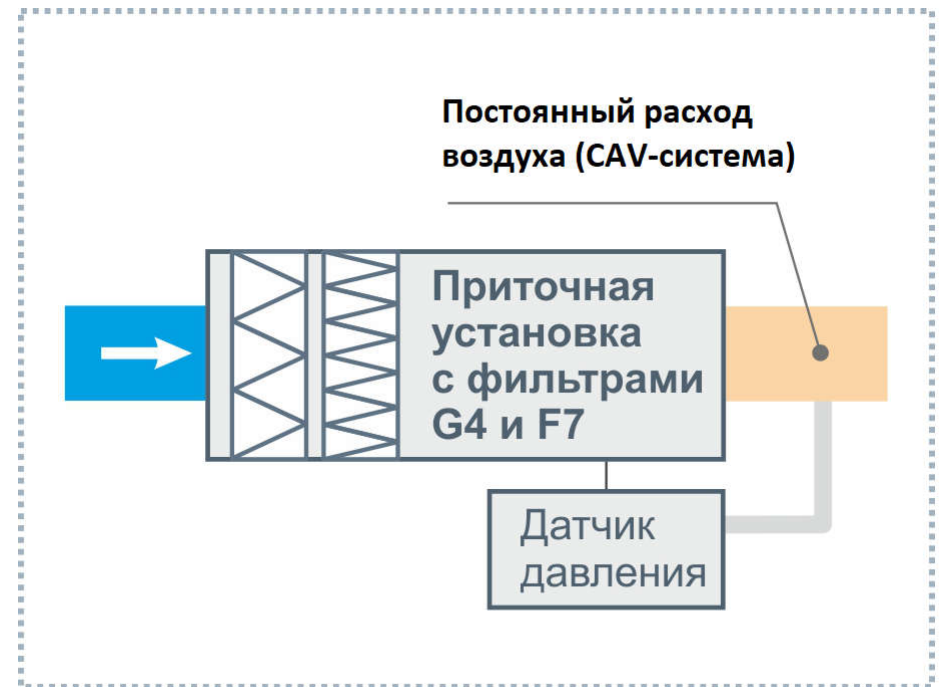 Постоянный расход
воздуха (CAV-система)
Приточная
установка
с фильтрами
G4 и F7
Датчик
давления